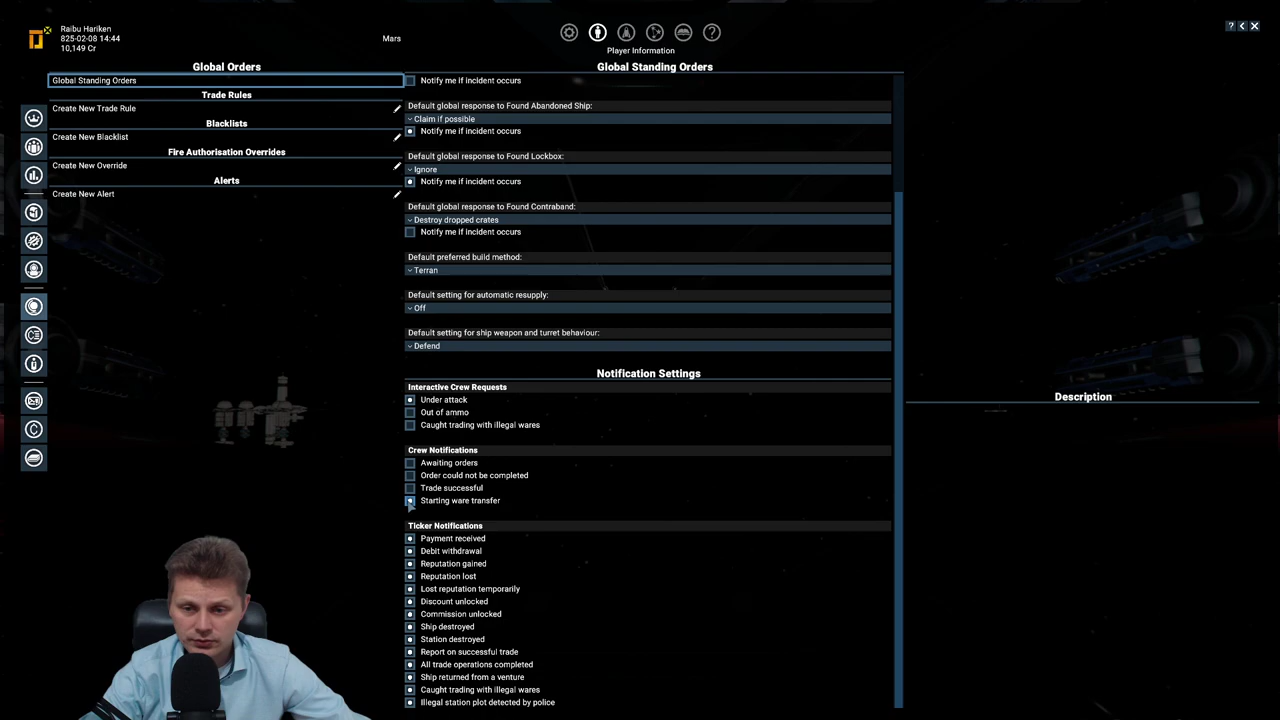 Raibu Hariken
825-02-08 14:44
10,149 Cr
Mars
Player Information
?
Global Orders
Global Standing Orders
Trade Rules
Create New Trade Rule
Blacklists
Create New Blacklist
Fire Authorisation Overrides
Create New Override
Alerts
Create New Alert
Global Standing Orders
Notify me if incident occurs
Default global response to Found Abandoned Ship:
Claim if possible
Notify me if incident occurs
Default global response to Found Lockbox:
Ignore
Notify me if incident occurs
Default global response to Found Contraband:
Destroy dropped crates
Notify me if incident occurs
Default preferred build method:
Terran
Default setting for automatic resupply:
Off
Default setting for ship weapon and turret behaviour:
Defend
Notification Settings
Interactive Crew Requests
Under attack
Out of ammo
Caught trading with illegal wares
Crew Notifications
Awaiting orders
Order could not be completed
Trade successful
Starting ware transfer
Ticker Notifications
Payment received
Debit withdrawal
Reputation gained
Reputation lost
Lost reputation temporarily
Discount unlocked
Commission unlocked
Ship destroyed
Station destroyed
Report on successful trade
All trade operations completed
Ship returned from a venture
Caught trading with illegal wares
Illegal station plot detected by police
Description